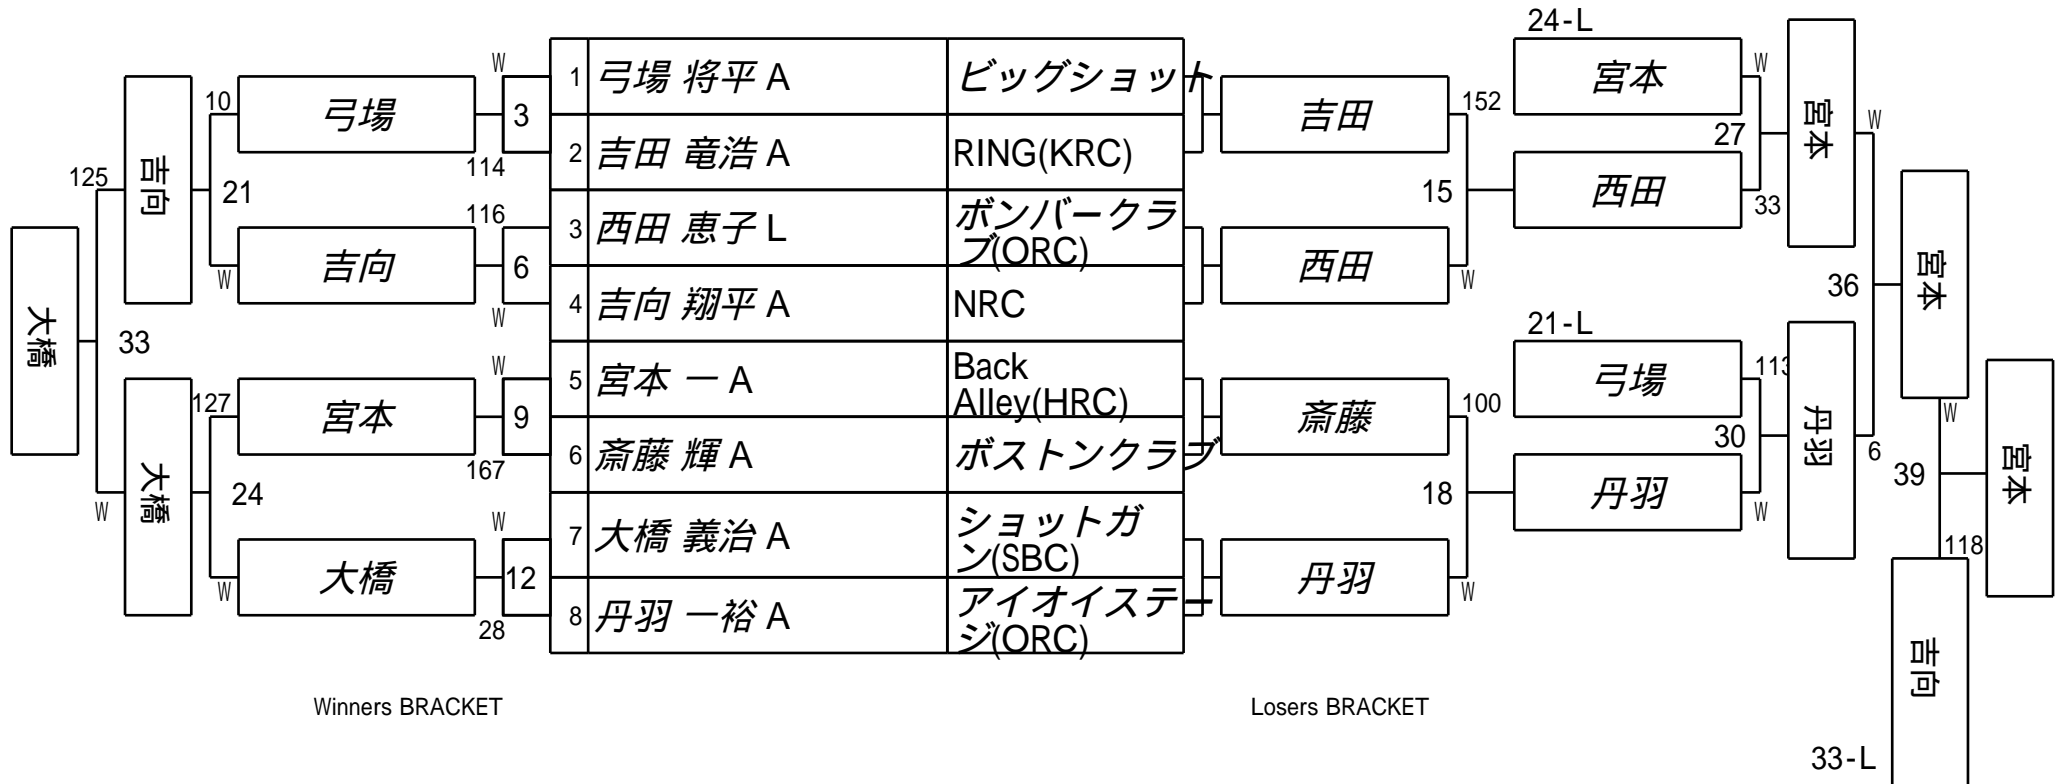 24-L
W
1 弓場 将平 A ビッグショット
10 弓場 3 吉田 152 宮本 W
114 2 吉田 竜浩 A RING(KRC) 27 宮本 W
125 吉向 21 15 西田 33
116 3 西田 恵子 L ボンバークラ
ブ(ORC)
W 吉向 6 西田 W
W 4 吉向 翔平 A NRC 36 宮本
大橋 33 21-L
W 5 宮本 一 A Back
Alley(HRC)
127 宮本 9 斎藤 100 弓場 113 W
167 6 斎藤 輝 A ボストンクラブ 30 丹羽 6
W 大橋 24 18 丹羽 W 39 宮本
W 7 大橋 義治 A ショットガ
ン(SBC)
W 大橋 12 丹羽 W 118
28 8 丹羽 一裕 A アイオイステー
ジ(ORC)
吉向
Winners BRACKET Losers BRACKET
33-L